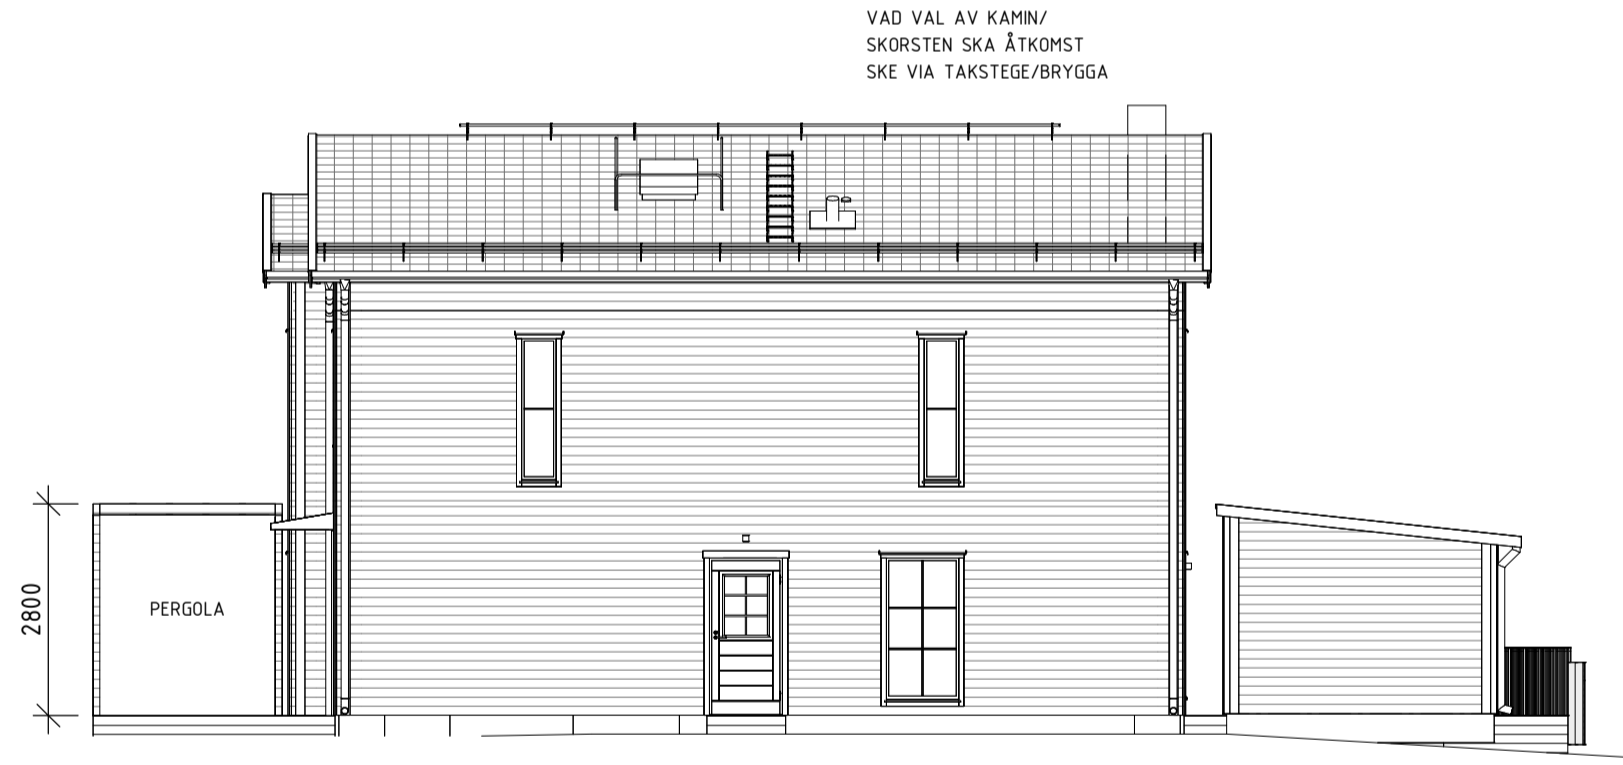 VAD VAL AV KAMIN/
SKORSTEN SKA ÅTKOMST
SKE VIA TAKSTEGE/BRYGGA
2800
PERGOLA